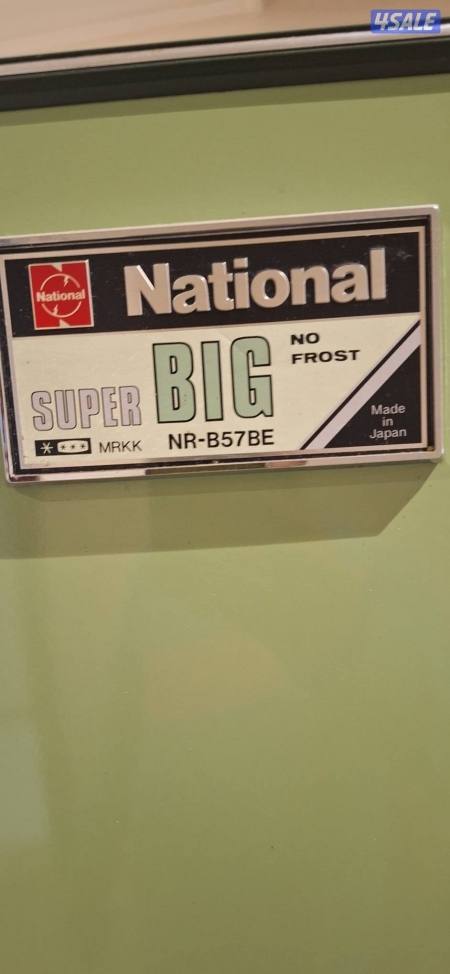 4SALE
National
National
NO
FROST
SUPER BIG
MRKK NR-B57BE
Made
in
Japan